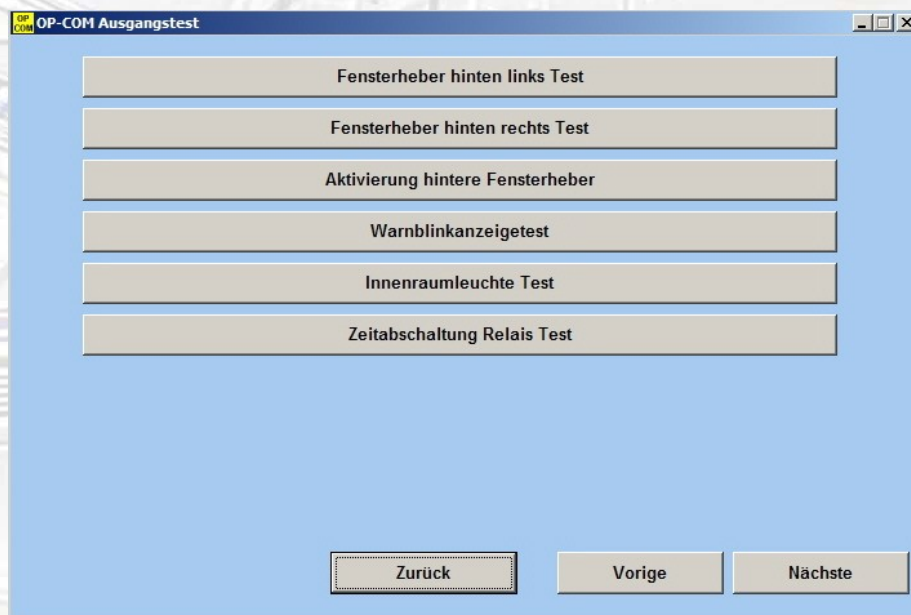 OP COM OP-COM Ausgangstest
Fensterheber hinten links Test
Fensterheber hinten rechts Test
Aktivierung hintere Fensterheber
Warnblinkanzeigetest
Innenraumleuchte Test
Zeitabschaltung Relais Test
Zurück Vorige Nächste